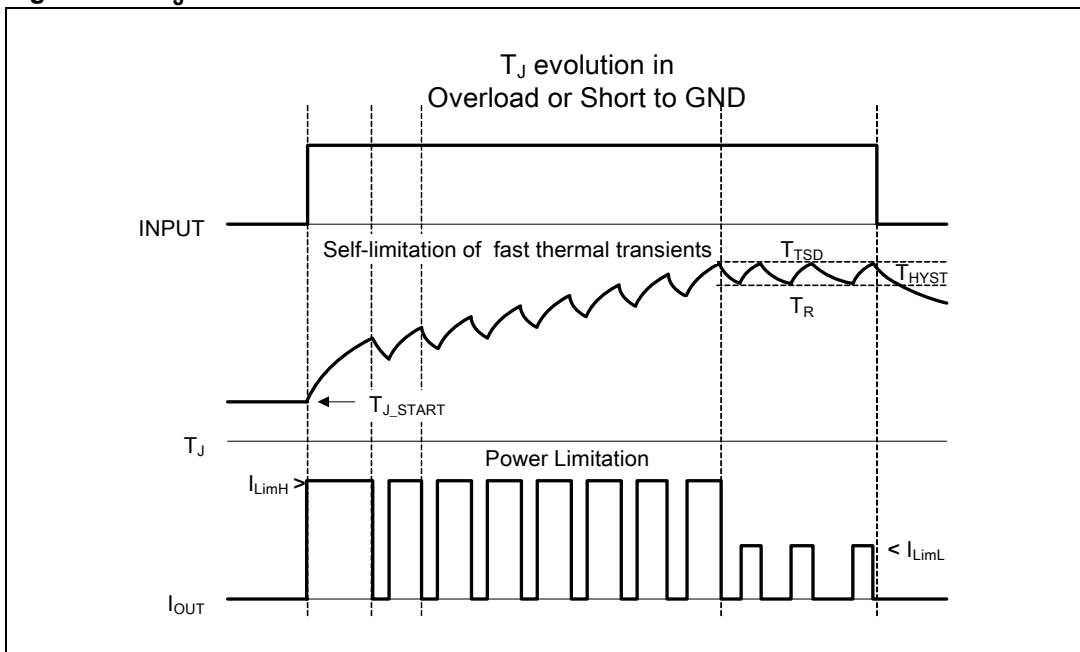 T_J evolution in
Overload or Short to GND
INPUT
Self-limitation of fast thermal transients
T_TSD
T_HYST
T_R
T_J_START
T_J
Power Limitation
I_LimH >
< I_LimL
I_OUT